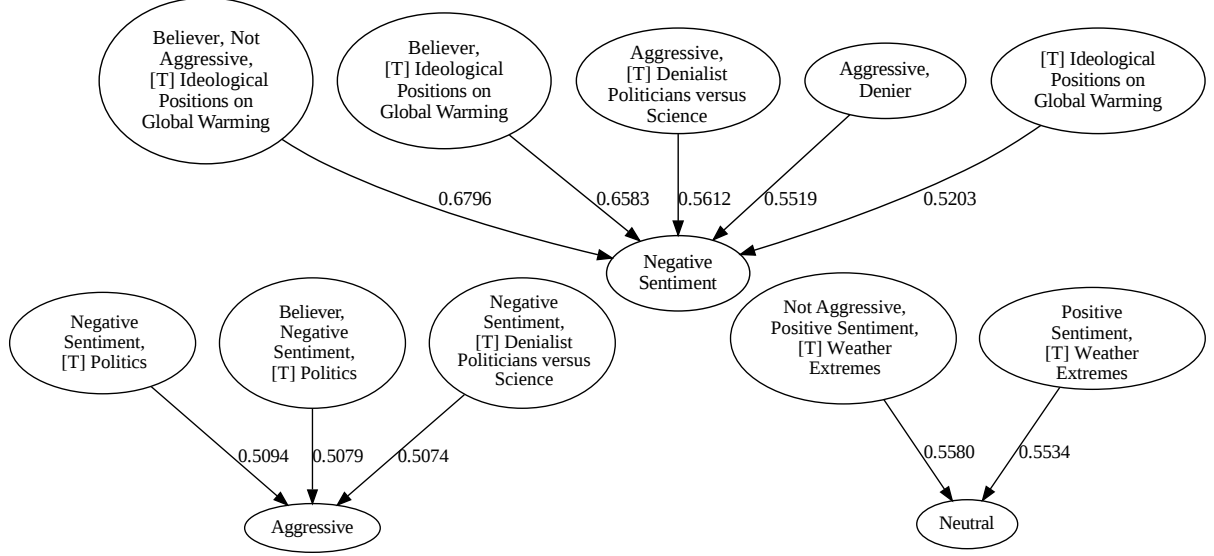 Believer, Not
Aggressive,
[T] Ideological
Positions on
Global Warming
Believer,
[T] Ideological
Positions on
Global Warming
Aggressive,
[T] Denialist
Politicians versus
Science
Aggressive,
Denier
[T] Ideological
Positions on
Global Warming
0.6796
0.6583
0.5612
0.5519
0.5203
Negative
Sentiment
Negative
Sentiment,
[T] Politics
Believer,
Negative
Sentiment,
[T] Politics
Negative
Sentiment,
[T] Denialist
Politicians versus
Science
Not Aggressive,
Positive Sentiment,
[T] Weather
Extremes
Positive
Sentiment,
[T] Weather
Extremes
0.5094
0.5079
0.5074
0.5580
0.5534
Aggressive
Neutral